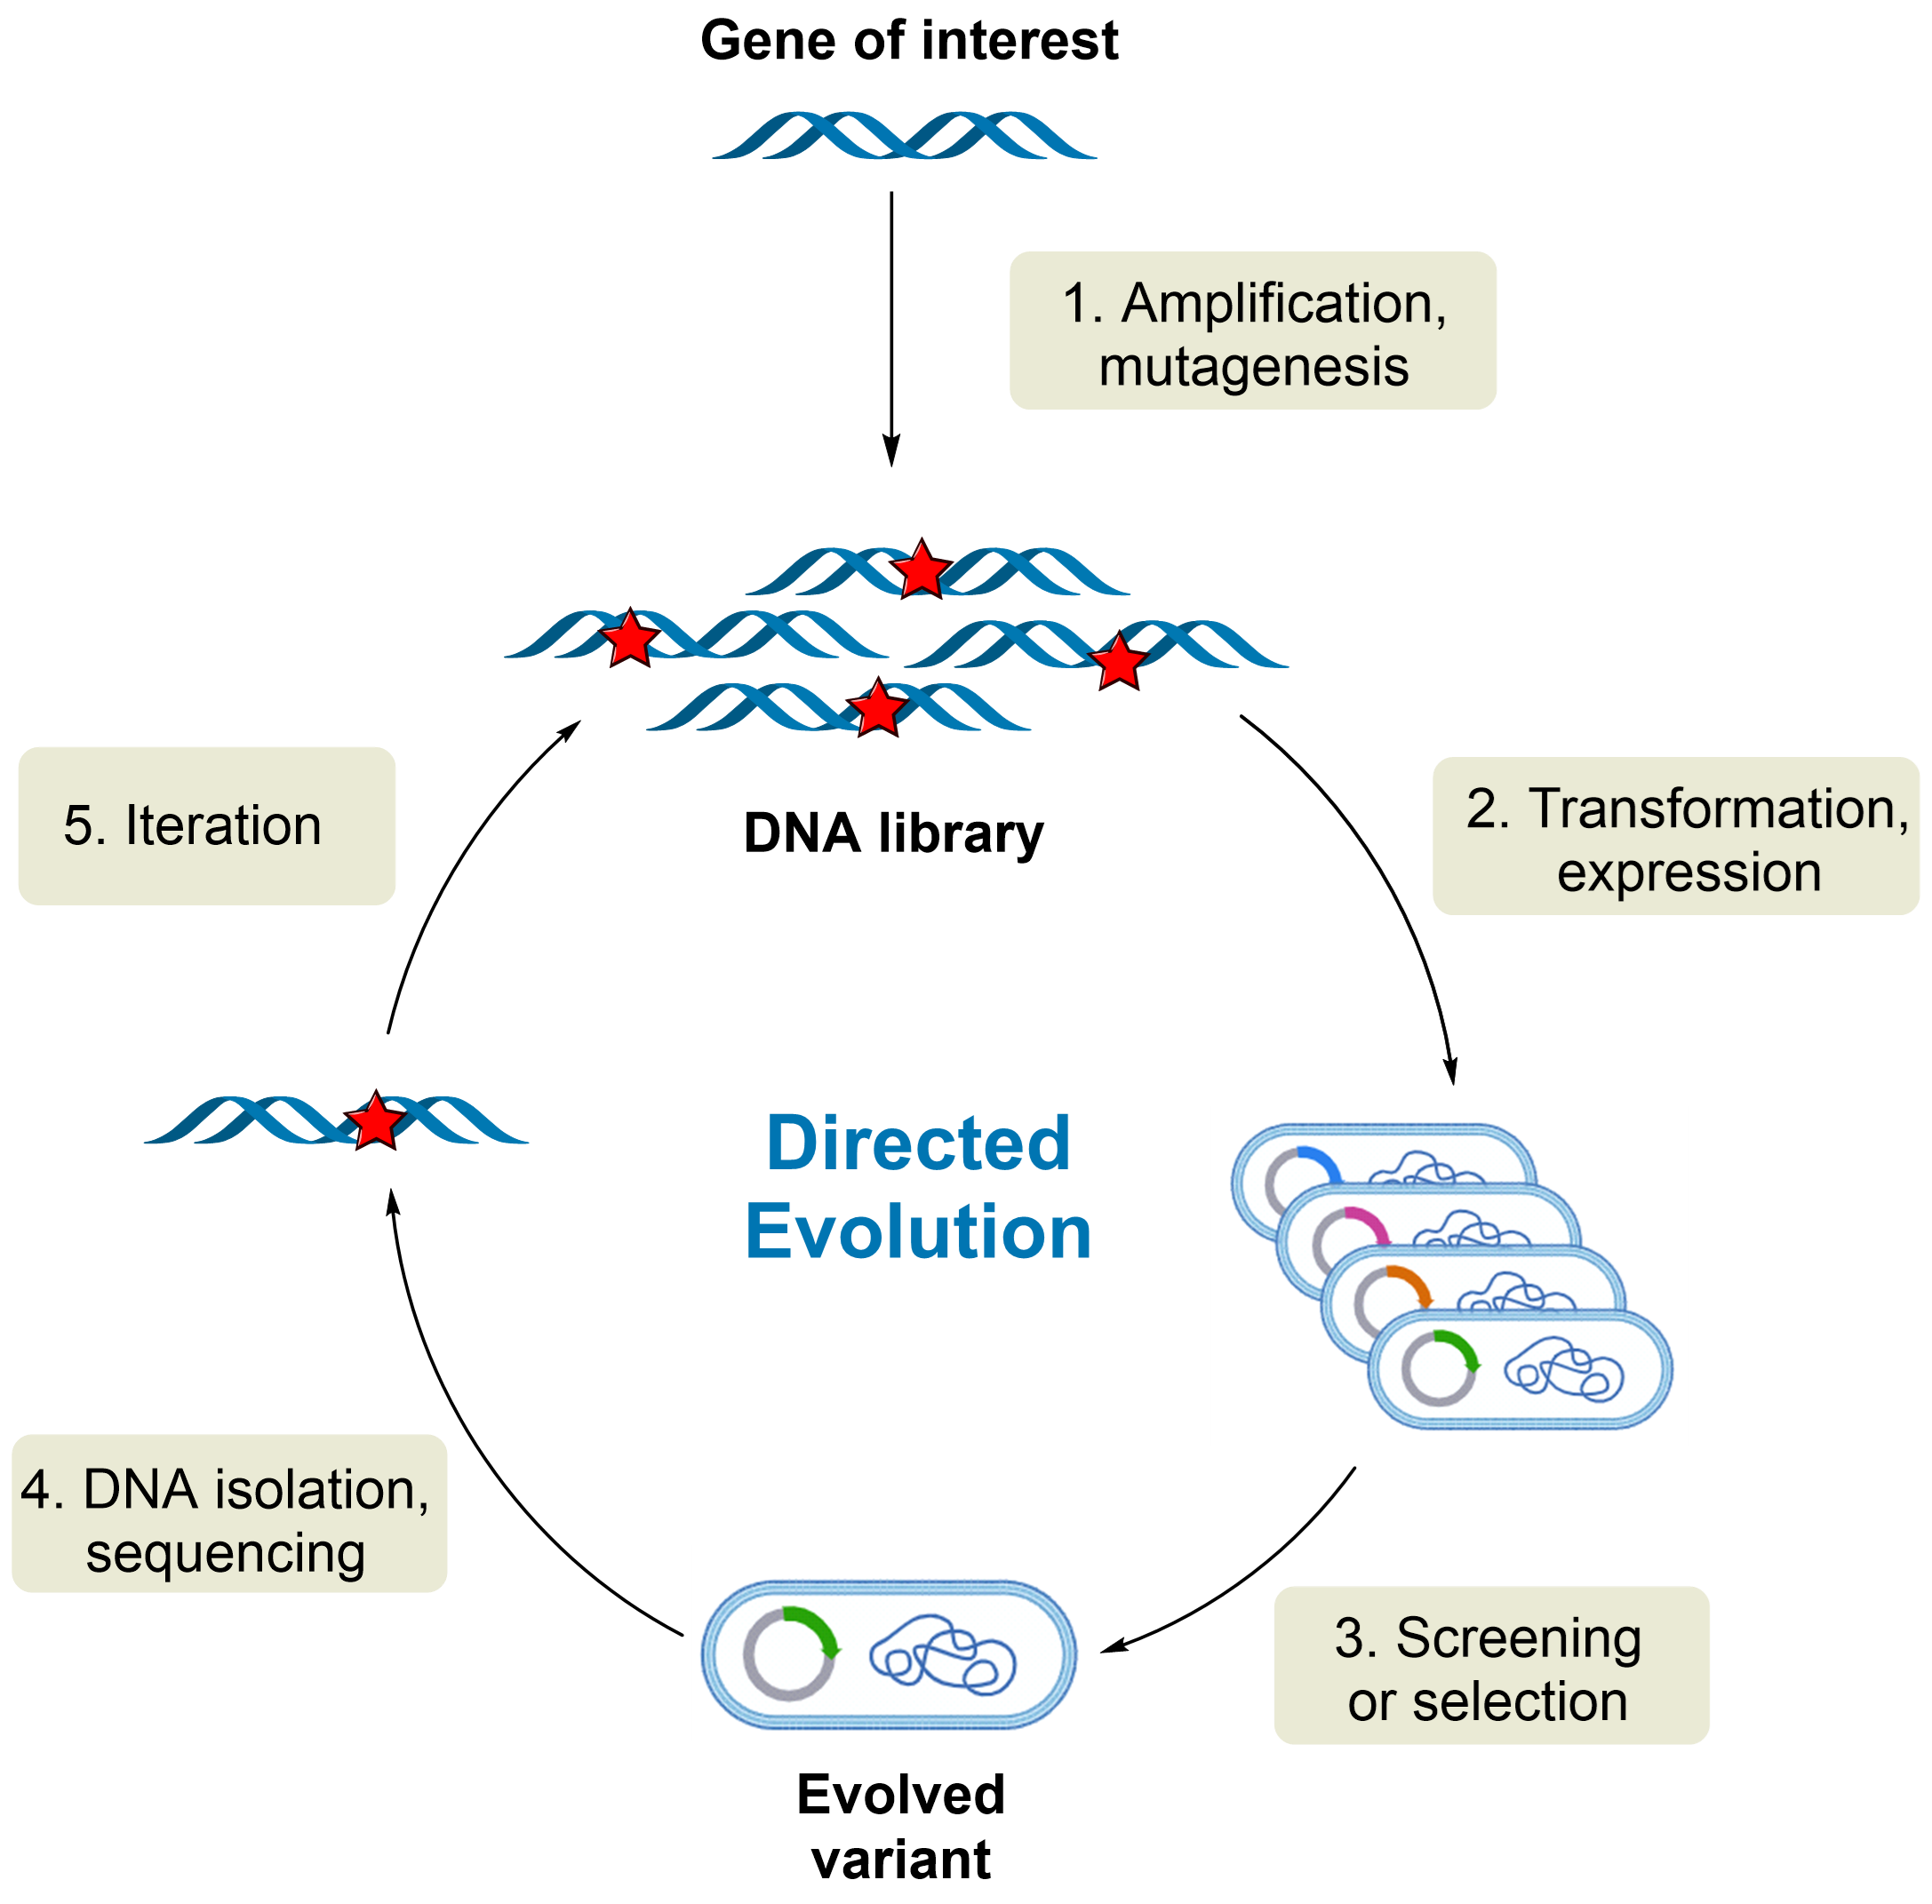 Gene of interest
1. Amplification,
mutagenesis
DNA library
2. Transformation,
expression
3. Screening
or selection
Evolved
variant
4. DNA isolation,
sequencing
5. Iteration
Directed
Evolution